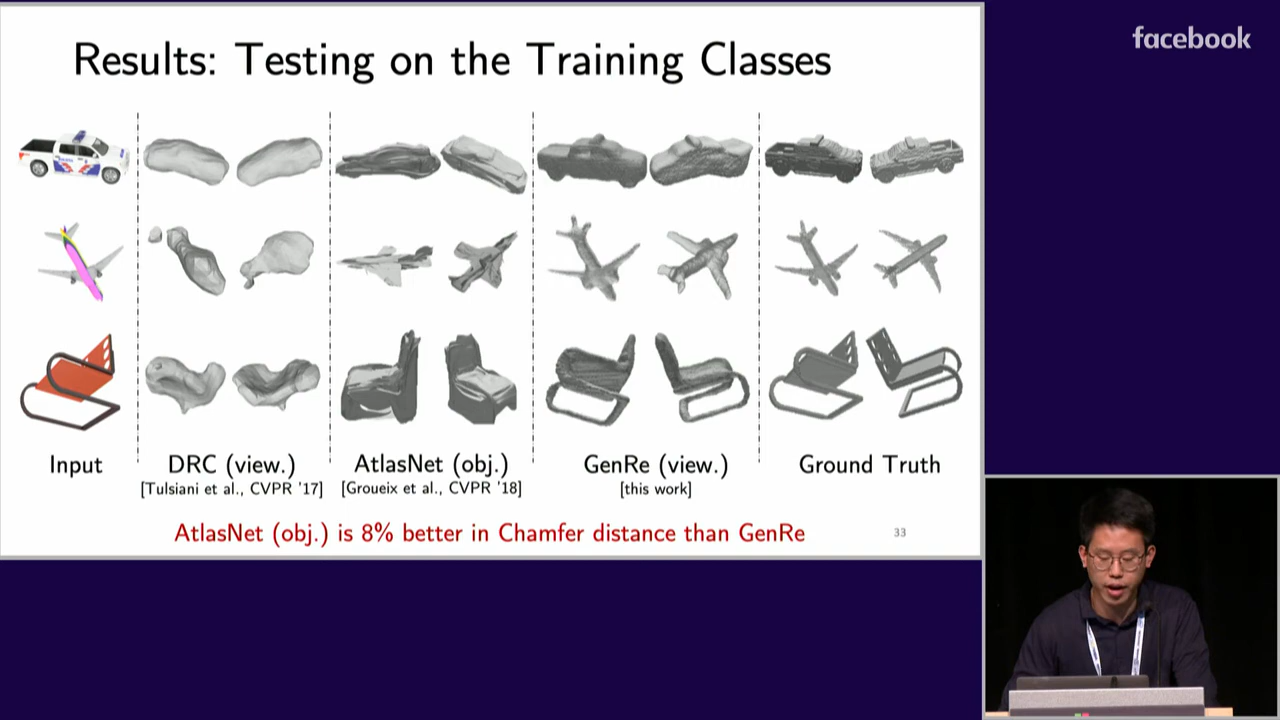 Results: Testing on the Training Classes
facebook
Input
DRC (view.)
[Tulsiani et al., CVPR '17]
AtlasNet (obj.)
[Groueix et al., CVPR '18]
GenRe (view.)
[this work]
Ground Truth
AtlasNet (obj.) is 8% better in Chamfer distance than GenRe
33